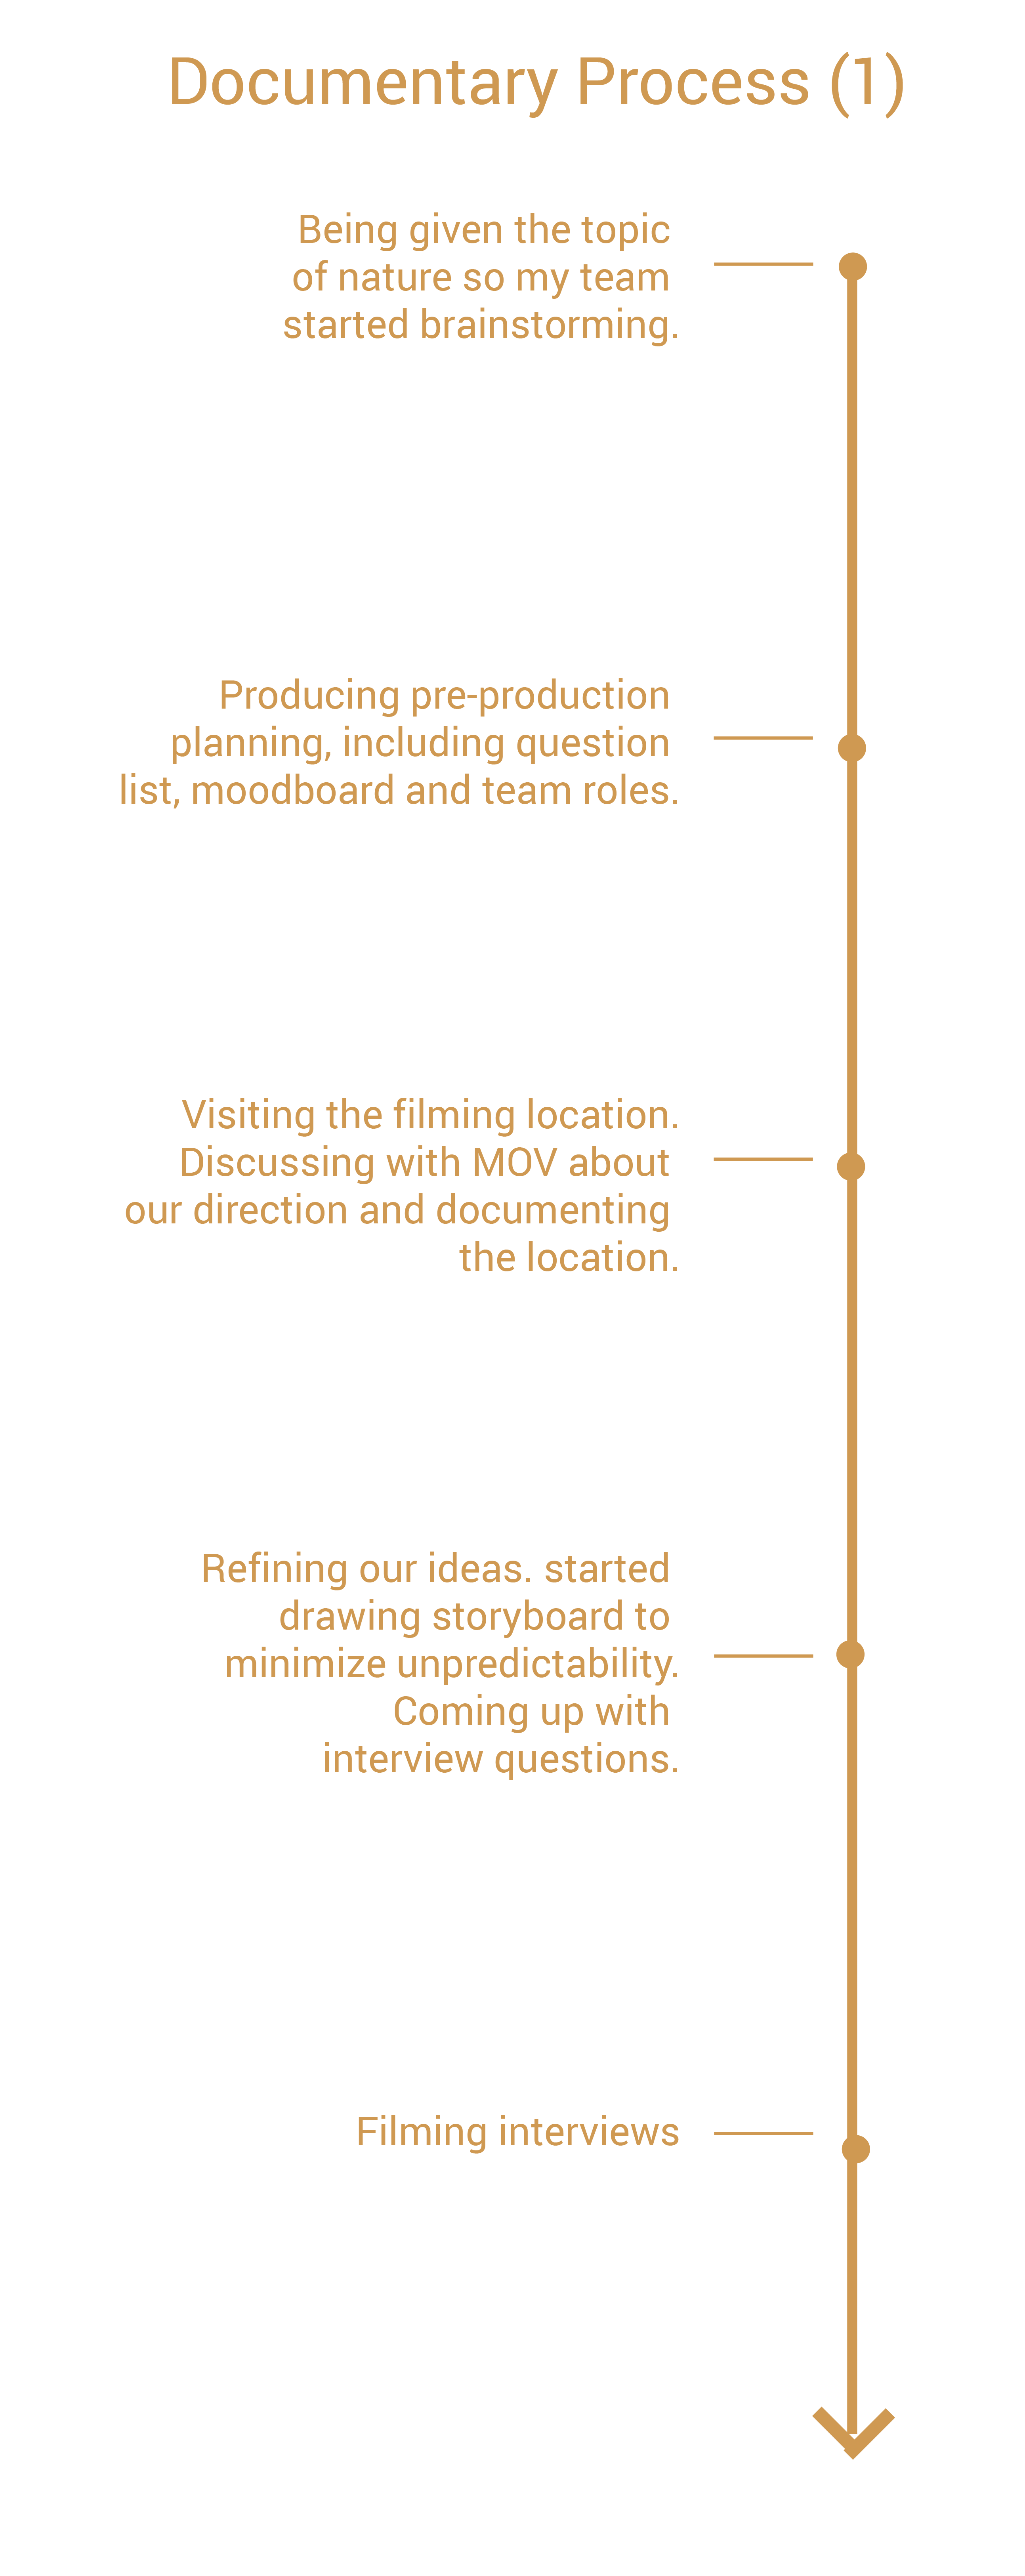 Documentary Process (1)
Being given the topic
of nature so my team
started brainstorming.
Producing pre-production
planning, including question
list, moodboard and team roles.
Visiting the filming location.
Discussing with MOV about
our direction and documenting
the location.
Refining our ideas. started
drawing storyboard to
minimize unpredictability.
Coming up with
interview questions.
Filming interviews